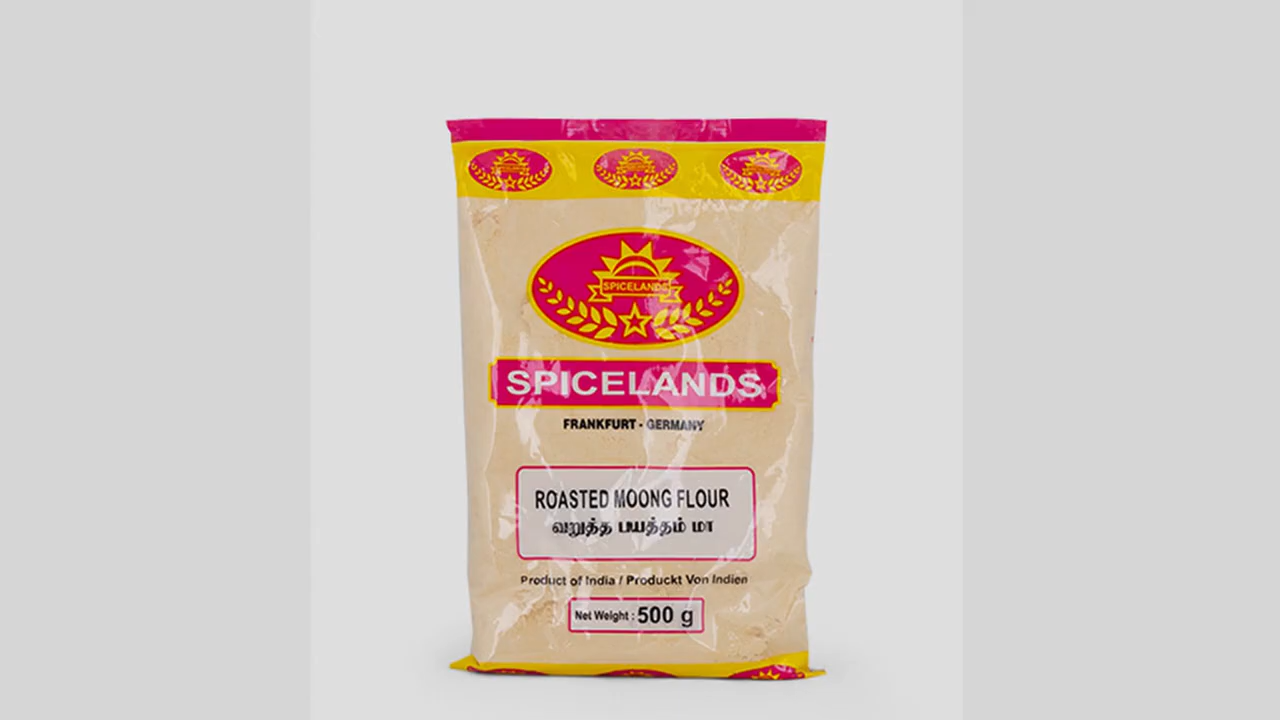 SPICELANDS
SPICELANDS
FRANKFURT - GERMANY
ROASTED MOONG FLOUR
வறுத்த பயத்தம் மா
Product of India / Produckt Von Indien
Net Weight : 500 g